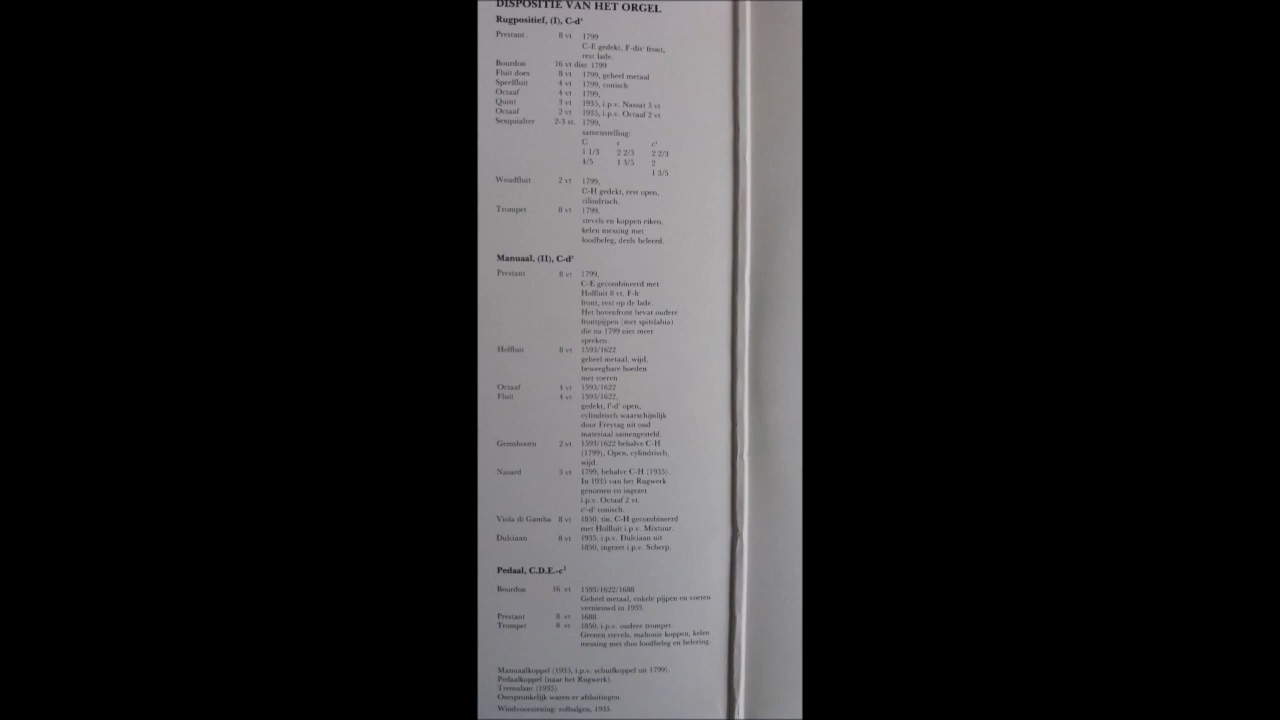 DISPOSITIE VAN HET ORGEL
Rugpositief, (I), C-d'
Prestant 8 vt 1799
C-E gedekt, F-dis' front,
rest lade.
Bourdon 16 vt disc 1799
Fluit does 8 vt 1799, geheel metaal
Speelfluit 4 vt 1799, conisch
Octaaf 4 vt 1799,
Quint 3 vt 1935, i.p.v. Nassat 3 vt
Octaaf 2 vt 1935, i.p.v. Octaaf 2 vt
Sexquialter 2-3 st. 1799,
samenstelling:
C c c'
1 1/3 2 2/3 2 2/3
4/5 1 3/5 2
1 3/5
Woudfluit 2 vt 1799,
C-H gedekt, rest open,
cilindrisch.
Trompet 8 vt 1799,
stevels en koppen eiken,
kelen messing met
loodbeleg, deels beleerd.
Manuaal, (II), C-d'
Prestant 8 vt 1799,
C-E gecombineerd met
Holfluit 8 vt, F-h
front, rest op de lade.
Het bovenfront bevat oudere
frontpijpen (met spitslabia)
die na 1799 niet meer
spreken.
Holfluit 8 vt 1593/1622
geheel metaal, wijd,
beweegbare hoeden
met roeren
Octaaf 4 vt 1593/1622
Fluit 4 vt 1593/1622,
gedekt, f'-d' open,
cylindrisch waarschijnlijk
door Freytag uit oud
materiaal samengesteld.
Gemshoorn 2 vt 1593/1622 behalve C-H
(1799), Open, cylindrisch,
wijd.
Nasard 3 vt 1799, behalve C-H (1935).
In 1935 van het Rugwerk
genomen en ingezet
i.p.v. Octaaf 2 vt.
c'-d' conisch.
Viola di Gamba 8 vt 1850, tin, C-H gecombineerd
met Holfluit i.p.v. Mixtuur.
Dulciaan 8 vt 1935, i.p.v. Dulciaan uit
1850, ingezet i.p.v. Scherp.
Pedaal, C.D.E.-c¹
Bourdon 16 vt 1593/1622/1688
Geheel metaal, enkele pijpen en voeten
vernieuwd in 1935.
Prestant 8 vt 1688
Trompet 8 vt 1850, i.p.v. oudere trompet
Grenen stevels, mahonie koppen, kelen
messing met dun loodbeleg en belering
Manuaalkoppel (1935, i.p.v. schuifkoppel uit 1799).
Pedaalkoppel (naar het Rugwerk).
Tremulant (1935)
Oorspronkelijk waren er afsluitingen.
Windvoorziening: zolbalgen, 1935.